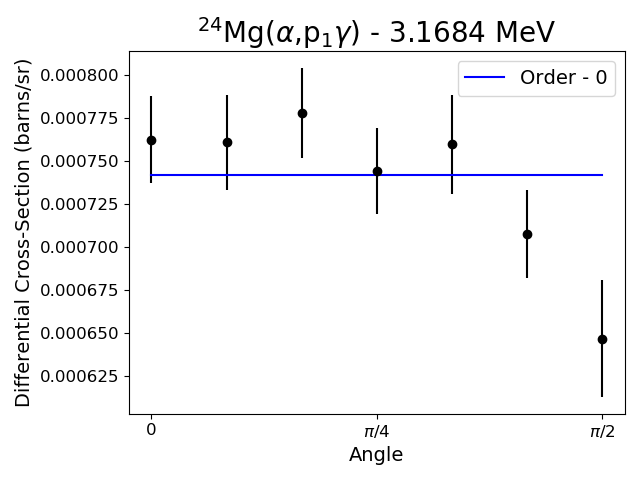 ²⁴Mg(α,p₁γ) - 3.1684 MeV
Order - 0
Differential Cross-Section (barns/sr)
0.000800
0.000775
0.000750
0.000725
0.000700
0.000675
0.000650
0.000625
0
π/4
π/2
Angle